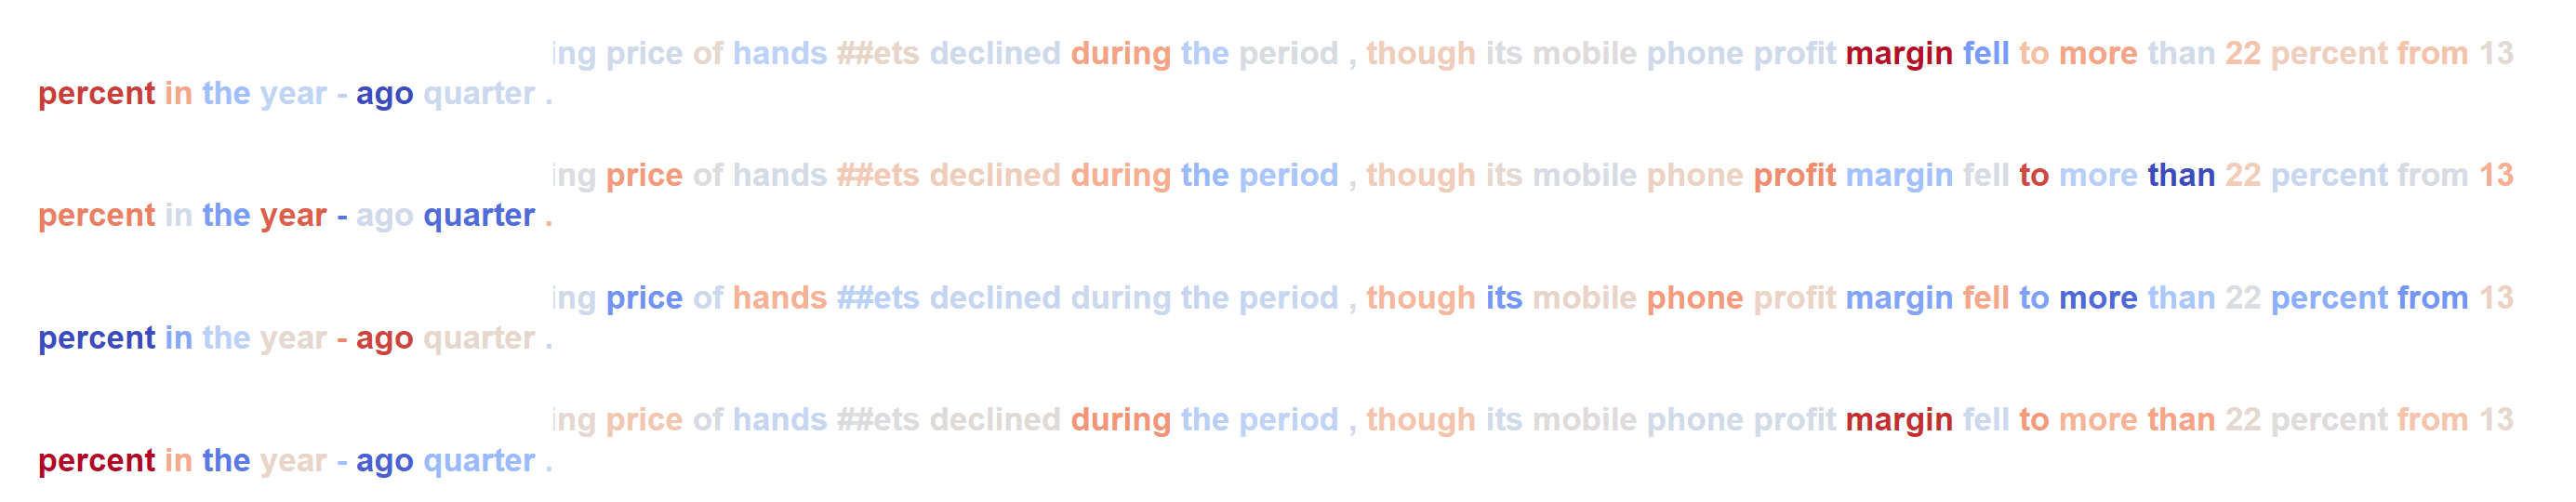 ing price of hands ##ets declined during the period , though its mobile phone profit margin fell to more than 22 percent from 13
percent in the year - ago quarter .
ing price of hands ##ets declined during the period , though its mobile phone profit margin fell to more than 22 percent from 13
percent in the year - ago quarter .
ing price of hands ##ets declined during the period , though its mobile phone profit margin fell to more than 22 percent from 13
percent in the year - ago quarter .
ing price of hands ##ets declined during the period , though its mobile phone profit margin fell to more than 22 percent from 13
percent in the year - ago quarter .